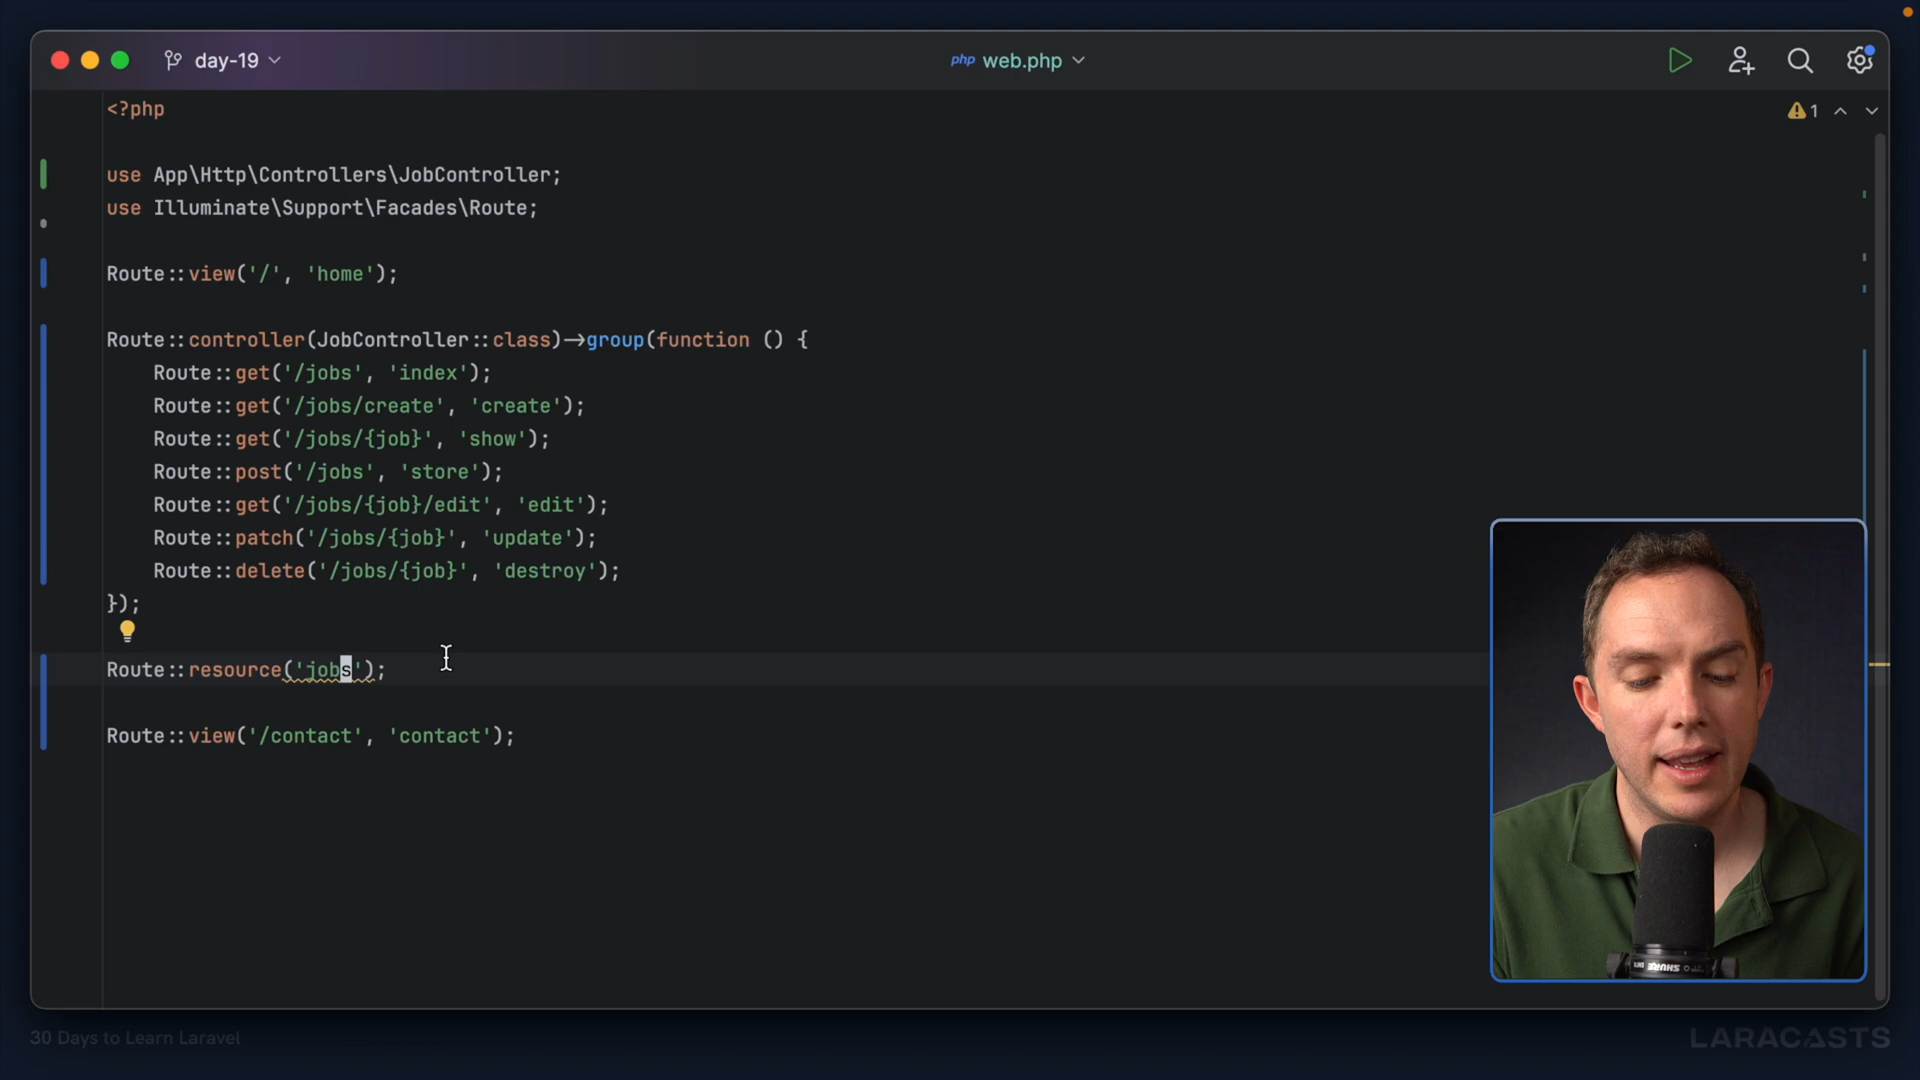 day-19
php web.php
<?php
1
use App\Http\Controllers\JobController;
use Illuminate\Support\Facades\Route;
Route::view('/', 'home');
Route::controller(JobController::class)->group(function () {
Route::get('/jobs', 'index');
Route::get('/jobs/create', 'create');
Route::get('/jobs/{job}', 'show');
Route::post('/jobs', 'store');
Route::get('/jobs/{job}/edit', 'edit');
Route::patch('/jobs/{job}', 'update');
Route::delete('/jobs/{job}', 'destroy');
});
Route::resource('jobs');
Route::view('/contact', 'contact');
SHURE
30 Days to Learn Laravel
LARACASTS